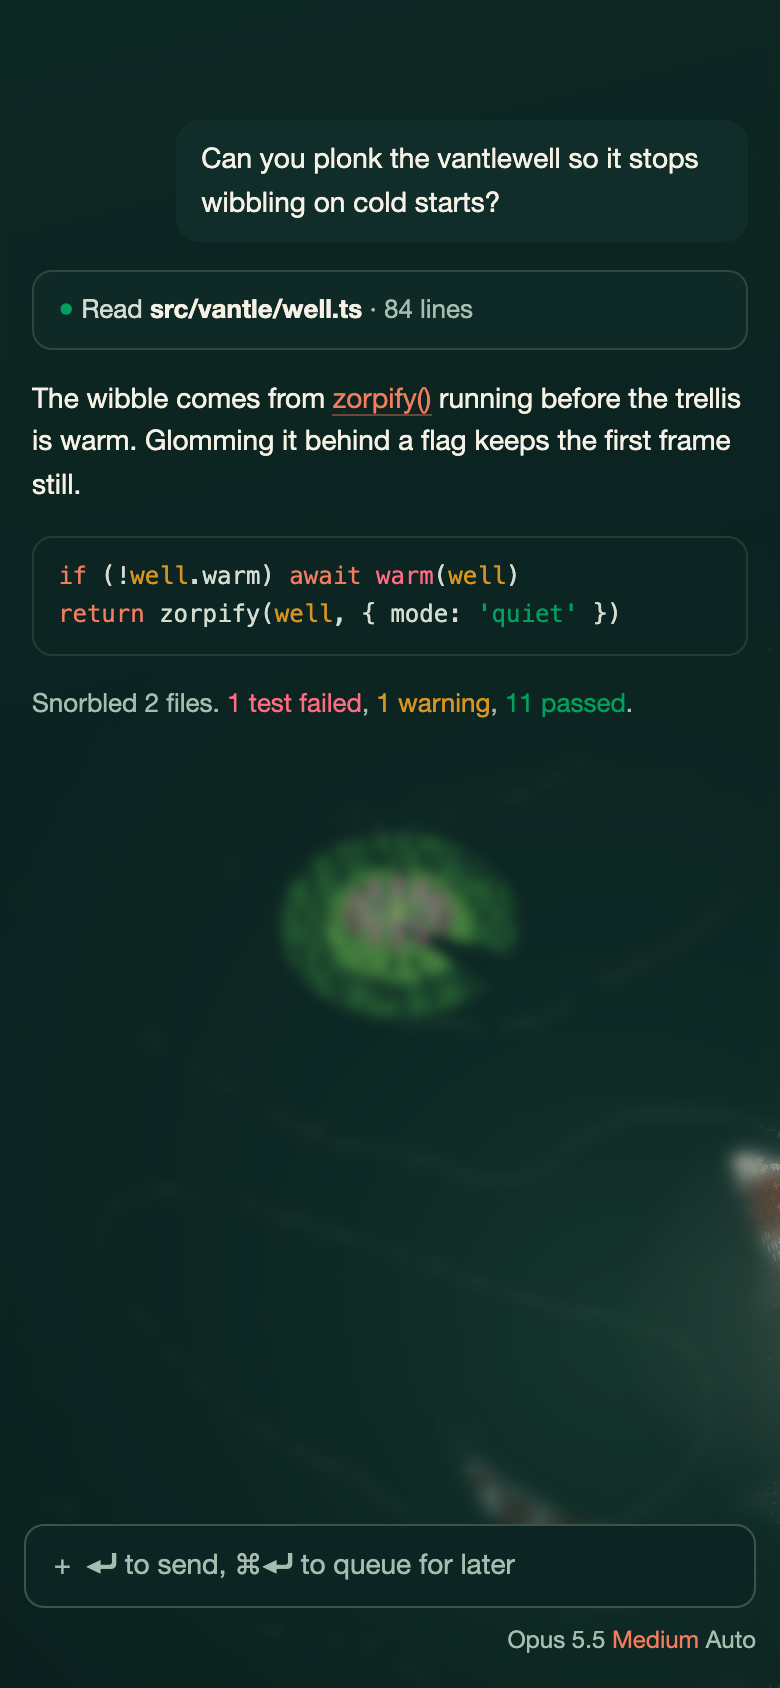 Can you plonk the vantlewell so it stops
wibbling on cold starts?
Read src/vantle/well.ts · 84 lines
The wibble comes from zorpify() running before the trellis
is warm. Glomming it behind a flag keeps the first frame
still.
if (!well.warm) await warm(well)
return zorpify(well, { mode: 'quiet' })
Snorbled 2 files. 1 test failed, 1 warning, 11 passed.
+ ↵ to send, ⌘↵ to queue for later
Opus 5.5 Medium Auto